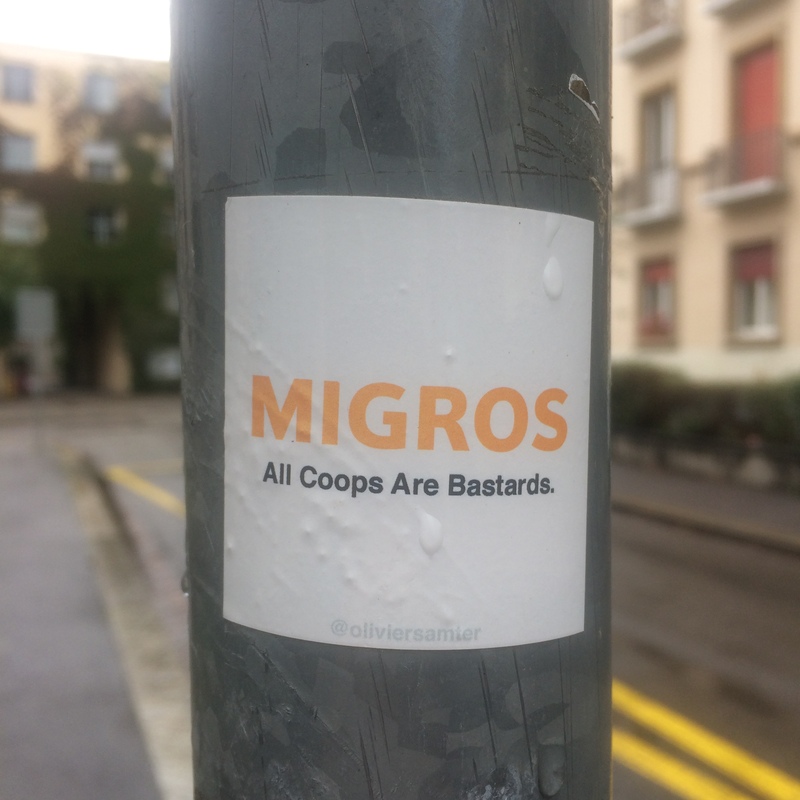 MIGROS
All Coops Are Bastards.
@oliviersamter